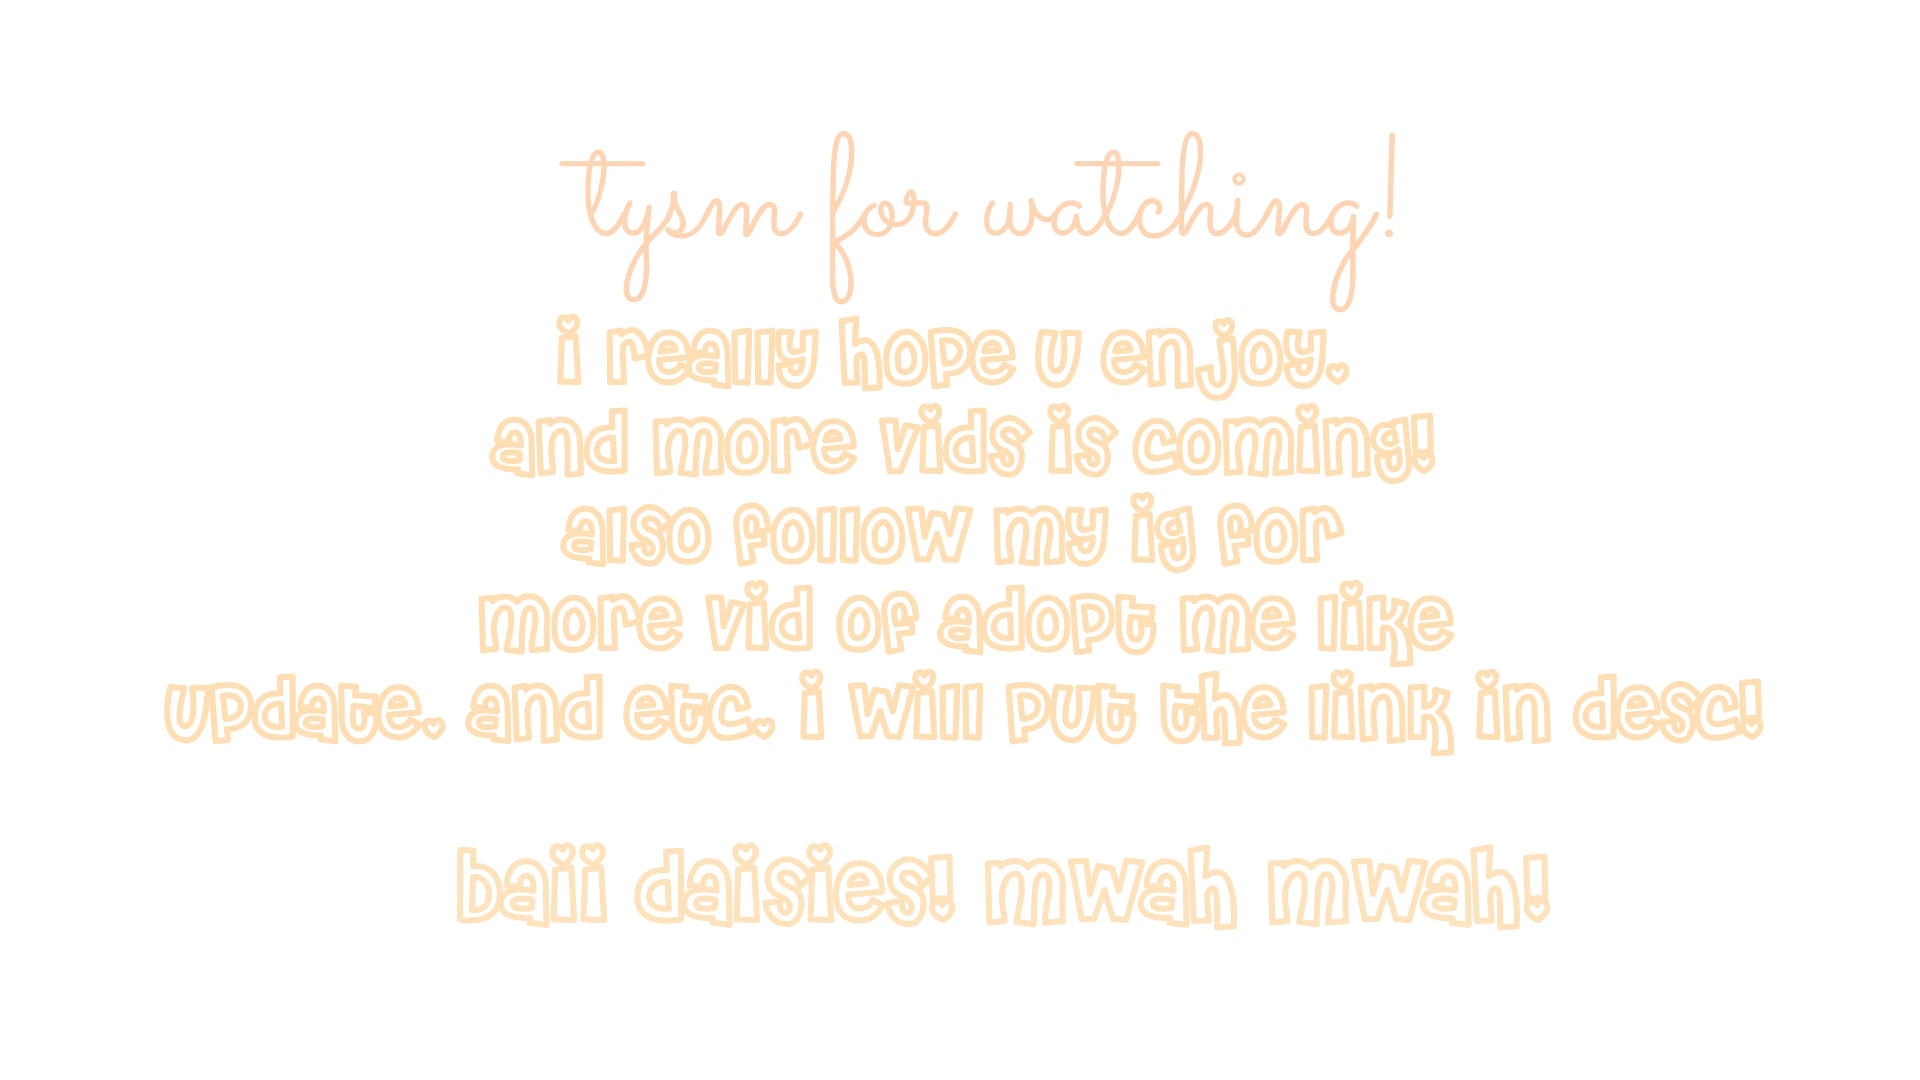 tysm for watching!
i really hope u enjoy.
and more vids is coming!
also follow my ig for
more vid of adopt me like
update. and etc. i will put the link in desc!
baii daisies! mwah mwah!